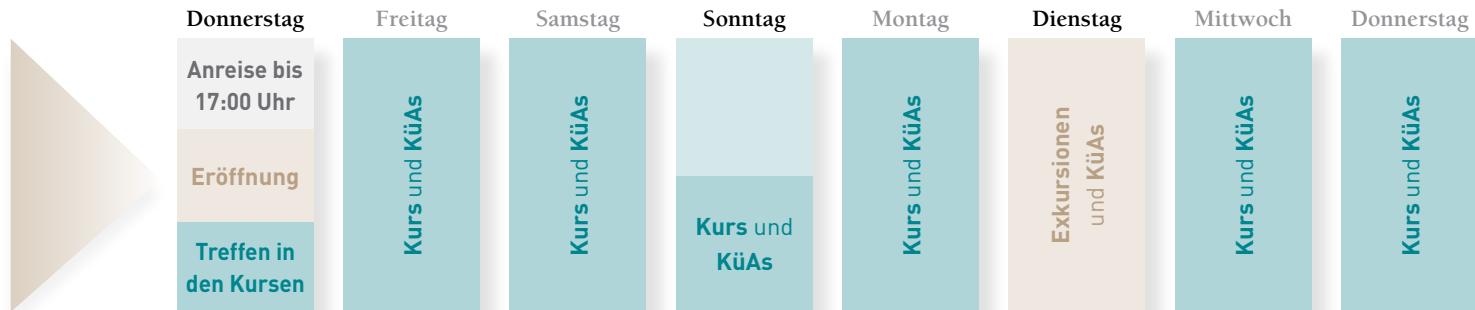 Donnerstag
Freitag
Samstag
Sonntag
Montag
Dienstag
Mittwoch
Donnerstag
Anreise bis
17:00 Uhr
Eröffnung
Treffen in
den Kursen
Kurs und KüAs
Kurs und KüAs
Kurs und
KüAs
Kurs und KüAs
Exkursionen
und KüAs
Kurs und KüAs
Kurs und KüAs